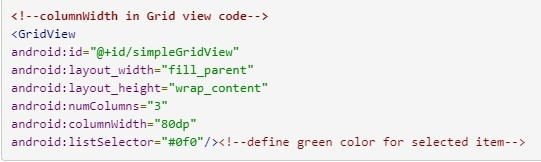 <!--columnWidth in Grid view code-->
<GridView
android:id="@+id/simpleGridView"
android:layout_width="fill_parent"
android:layout_height="wrap_content"
android:numColumns="3"
android:columnWidth="80dp"
android:listSelector="#0f0"/><!--define green color for selected item-->